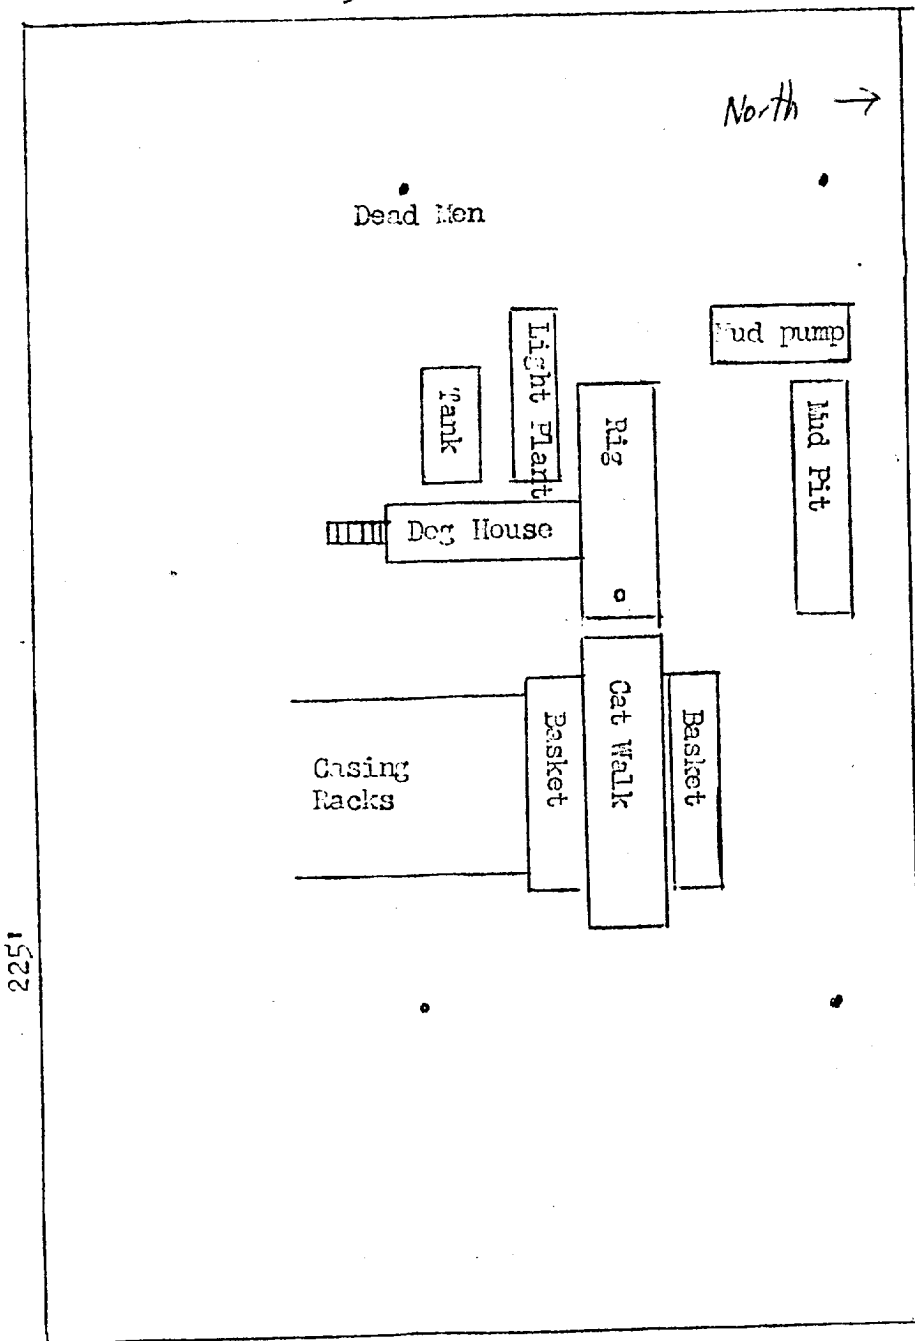 North →
Dead Men
Light Plant
Mud pump
Tank
Rig
Mud Pit
Dog House
Casing
Racks
Basket
Cat Walk
Basket
225'